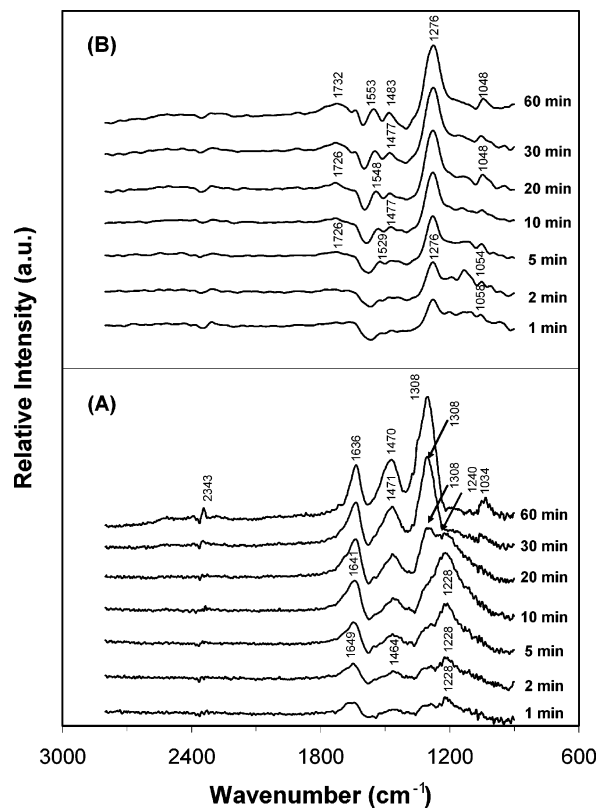 1276
(B)
1732
1553
1483
1048
60 min
1477
30 min
1726
1548
1048
20 min
1477
10 min
1726
1529
1276
1054
5 min
1058
2 min
1 min
Relative Intensity (a.u.)
(A)
1308
1308
1636
1470
1308
1240
1034
2343
1471
60 min
30 min
1641
20 min
1228
10 min
1649
1464
1228
5 min
1228
2 min
1 min
3000 2400 1800 1200 600
Wavenumber (cm-1)